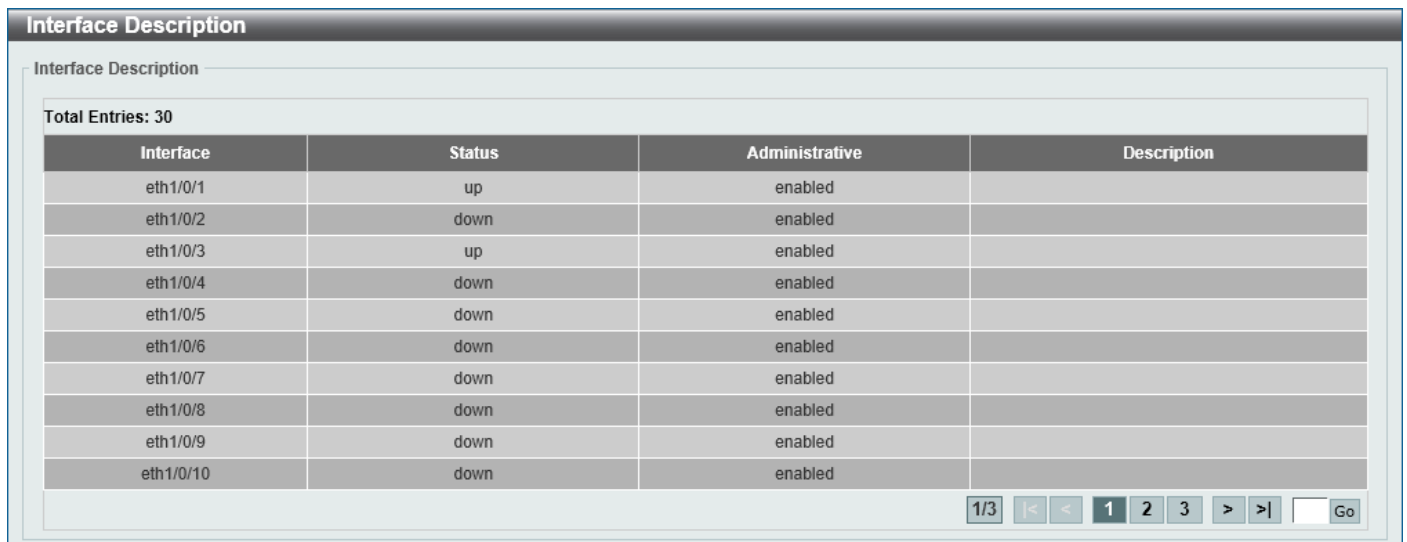 Interface Description
Interface Description
Total Entries: 30
Interface Status Administrative Description
eth1/0/1 up enabled
eth1/0/2 down enabled
eth1/0/3 up enabled
eth1/0/4 down enabled
eth1/0/5 down enabled
eth1/0/6 down enabled
eth1/0/7 down enabled
eth1/0/8 down enabled
eth1/0/9 down enabled
eth1/0/10 down enabled
1/3 |< < 1 2 3 > >| Go